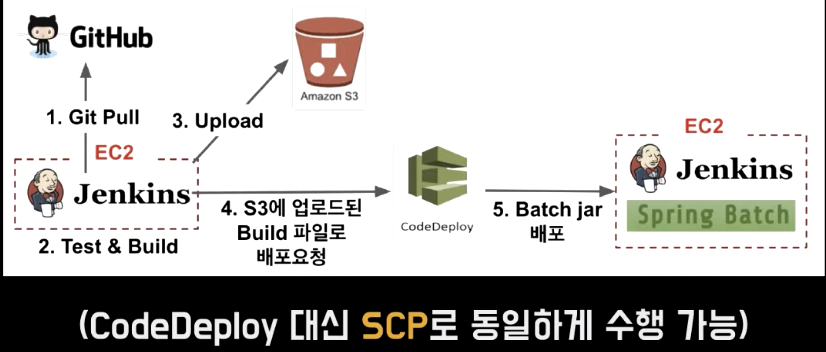 GitHub
Amazon S3
1. Git Pull
3. Upload
EC2
Jenkins
2. Test & Build
4. S3에 업로드된
Build 파일로
배포요청
CodeDeploy
5. Batch jar
배포
EC2
Jenkins
Spring Batch
(CodeDeploy 대신 SCP로 동일하게 수행 가능)